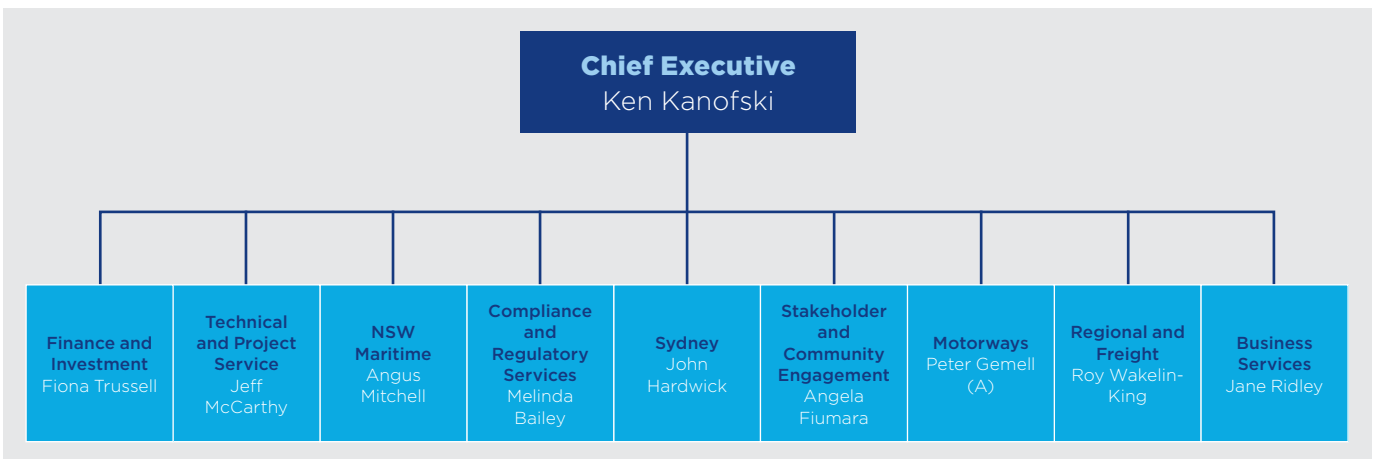 Chief Executive
Ken Kanofski
Finance and
Investment
Fiona Trussell
Technical
and Project
Service
Jeff
McCarthy
NSW
Maritime
Angus
Mitchell
Compliance
and
Regulatory
Services
Melinda
Bailey
Sydney
John
Hardwick
Stakeholder
and
Community
Engagement
Angela
Fiumara
Motorways
Peter Gemell
(A)
Regional and
Freight
Roy Wakelin-
King
Business
Services
Jane Ridley